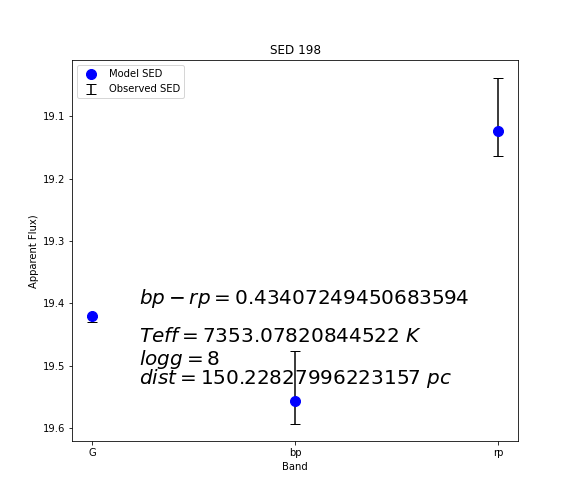 SED 198
Model SED
Observed SED
Apparent Flux)
19.1
19.2
19.3
19.4
19.5
19.6
bp − rp = 0.43407249450683594
Teff = 7353.07820844522 K
logg = 8
dist = 150.22827996223157 pc
G
bp
rp
Band